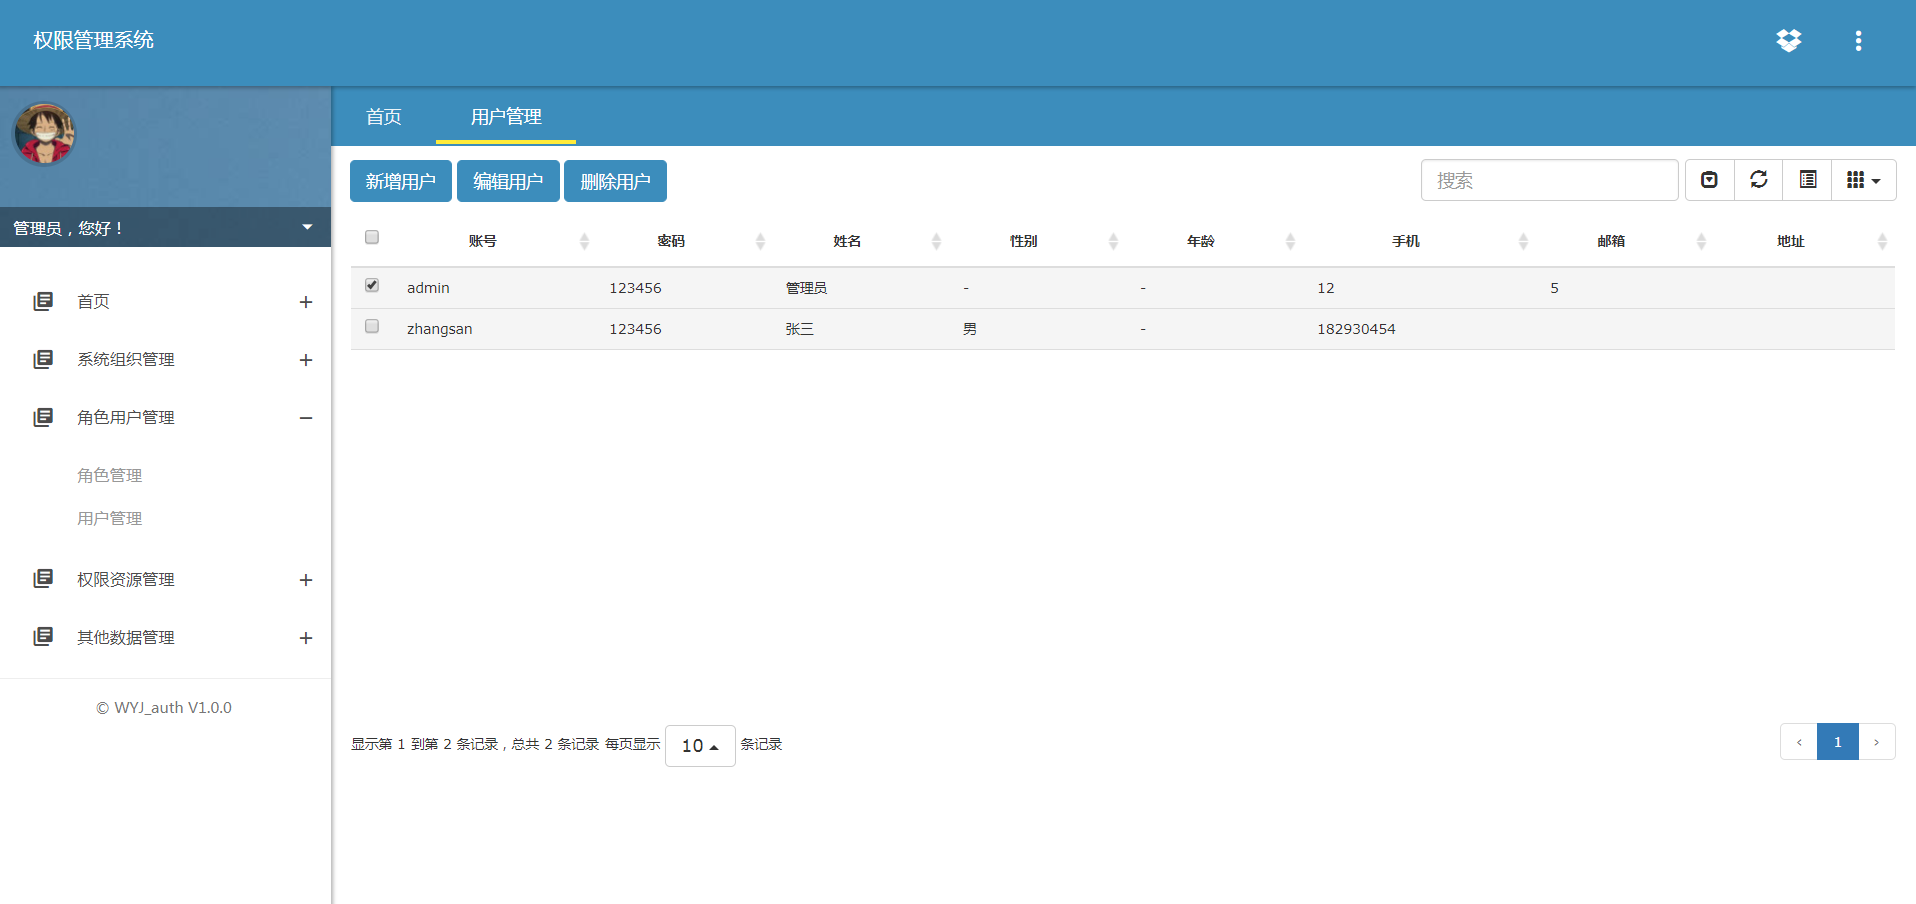 权限管理系统
首页 用户管理
管理员，您好！
首页
系统组织管理
角色用户管理
角色管理
用户管理
权限资源管理
其他数据管理
© WYJ_auth V1.0.0
新增用户 编辑用户 删除用户 搜索
账号 密码 姓名 性别 年龄 手机 邮箱 地址
admin 123456 管理员 - - 12 5
zhangsan 123456 张三 男 - 182930454
显示第 1 到第 2 条记录，总共 2 条记录 每页显示 10 条记录
‹ 1 ›